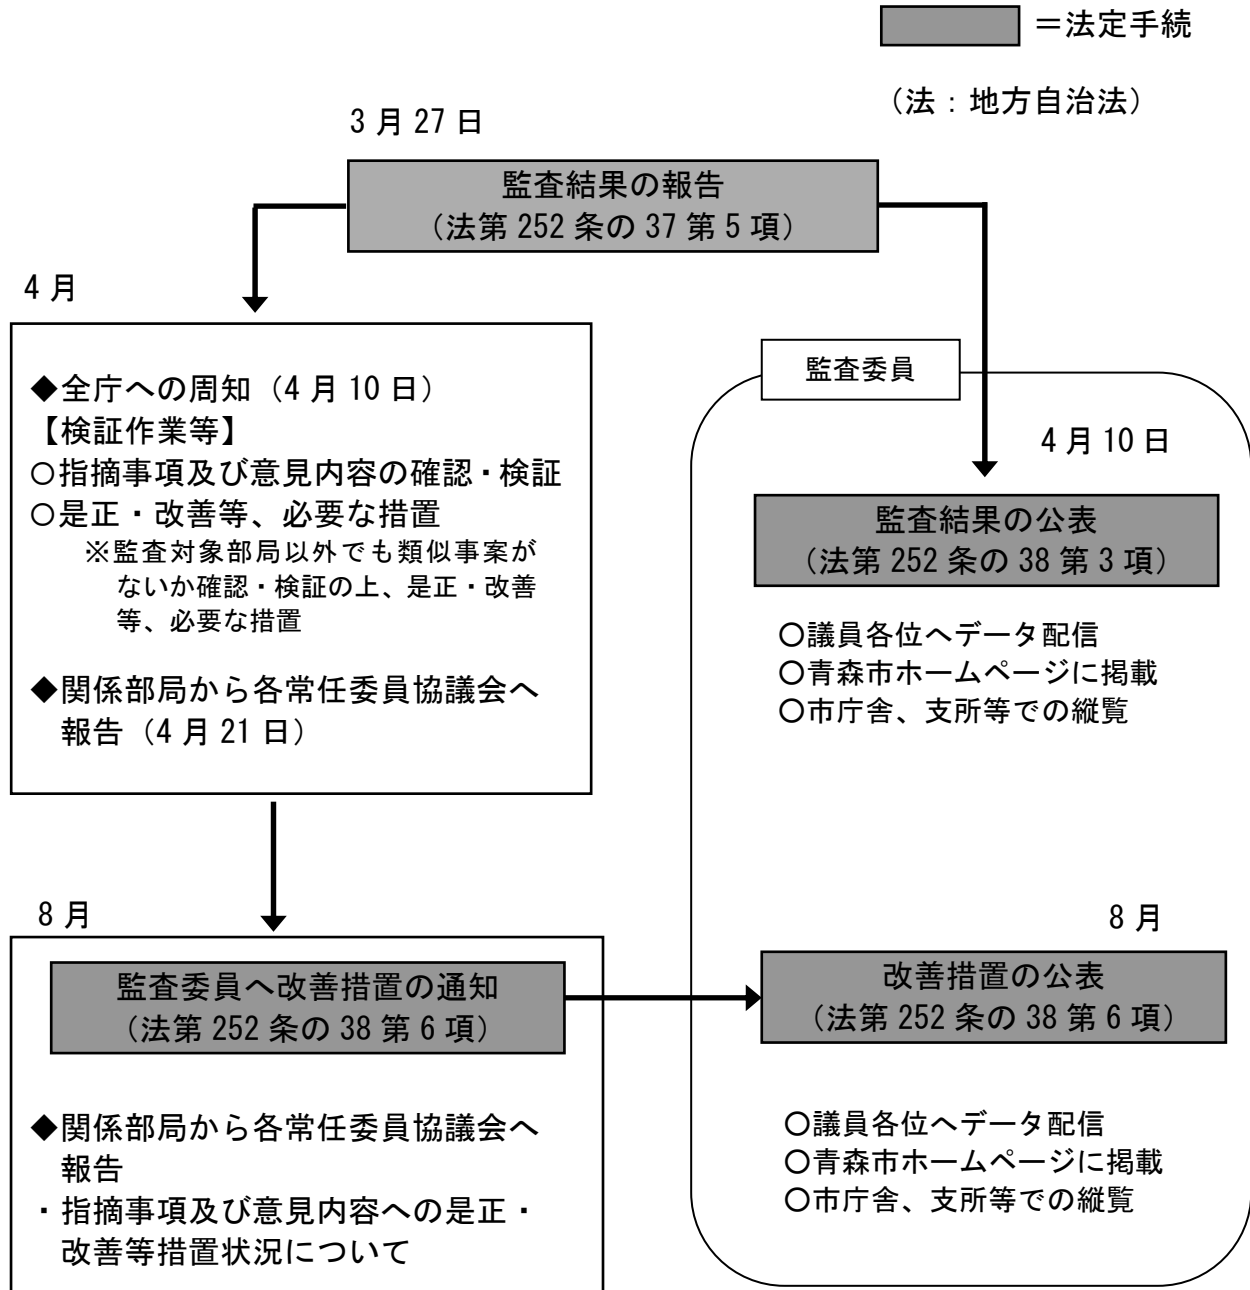 ＝法定手続
（法：地方自治法）
3月27日
監査結果の報告
（法第252条の37第5項）
4月
◆全庁への周知（4月10日）
【検証作業等】
○指摘事項及び意見内容の確認・検証
○是正・改善等、必要な措置
※監査対象部局以外でも類似事案が
ないか確認・検証の上、是正・改善
等、必要な措置
◆関係部局から各常任委員協議会へ
報告（4月21日）
監査委員
4月10日
監査結果の公表
（法第252条の38第3項）
○議員各位へデータ配信
○青森市ホームページに掲載
○市庁舎、支所等での縦覧
8月
監査委員へ改善措置の通知
（法第252条の38第6項）
◆関係部局から各常任委員協議会へ
報告
・指摘事項及び意見内容への是正・
改善等措置状況について
8月
改善措置の公表
（法第252条の38第6項）
○議員各位へデータ配信
○青森市ホームページに掲載
○市庁舎、支所等での縦覧